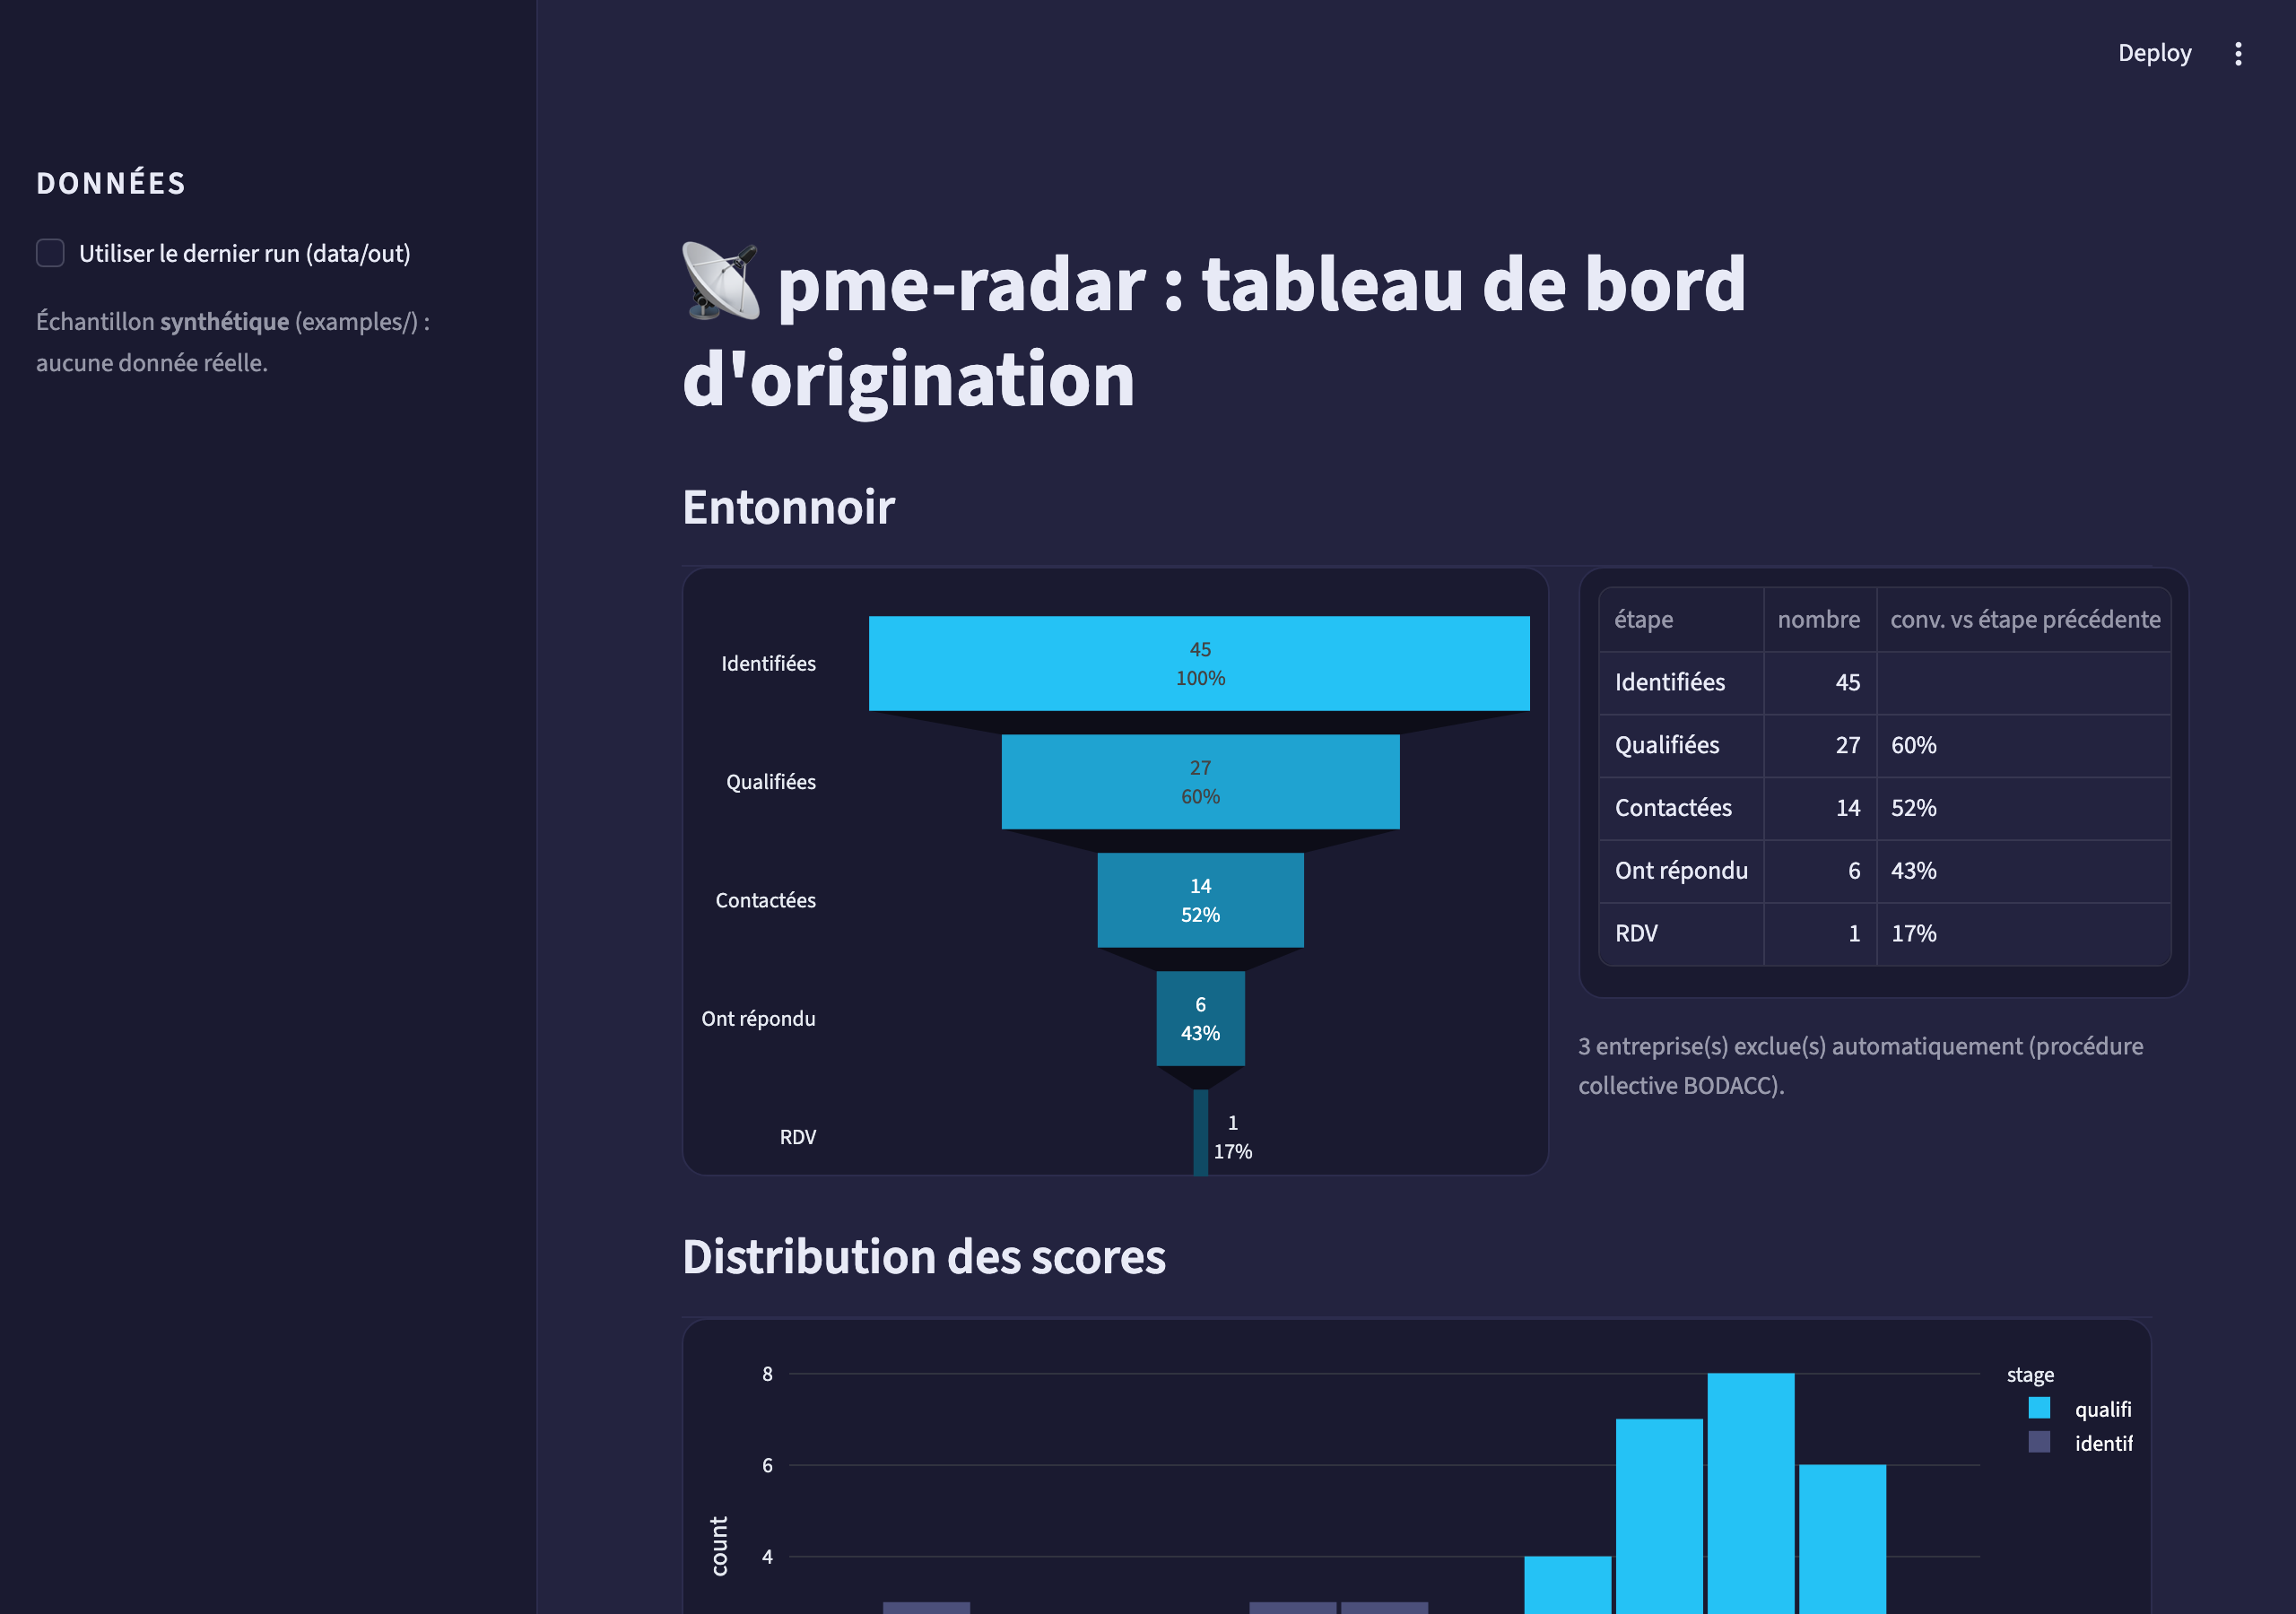 Deploy
DONNÉES
Utiliser le dernier run (data/out)
Échantillon synthétique (examples/) :
aucune donnée réelle.
pme-radar : tableau de bord
d'origination
Entonnoir
Identifiées
45
100%
Qualifiées
27
60%
Contactées
14
52%
Ont répondu
6
43%
RDV
1
17%
étape nombre conv. vs étape précédente
Identifiées 45
Qualifiées 27 60%
Contactées 14 52%
Ont répondu 6 43%
RDV 1 17%
3 entreprise(s) exclue(s) automatiquement (procédure
collective BODACC).
Distribution des scores
8
6
4
count
stage
qualifi
identif